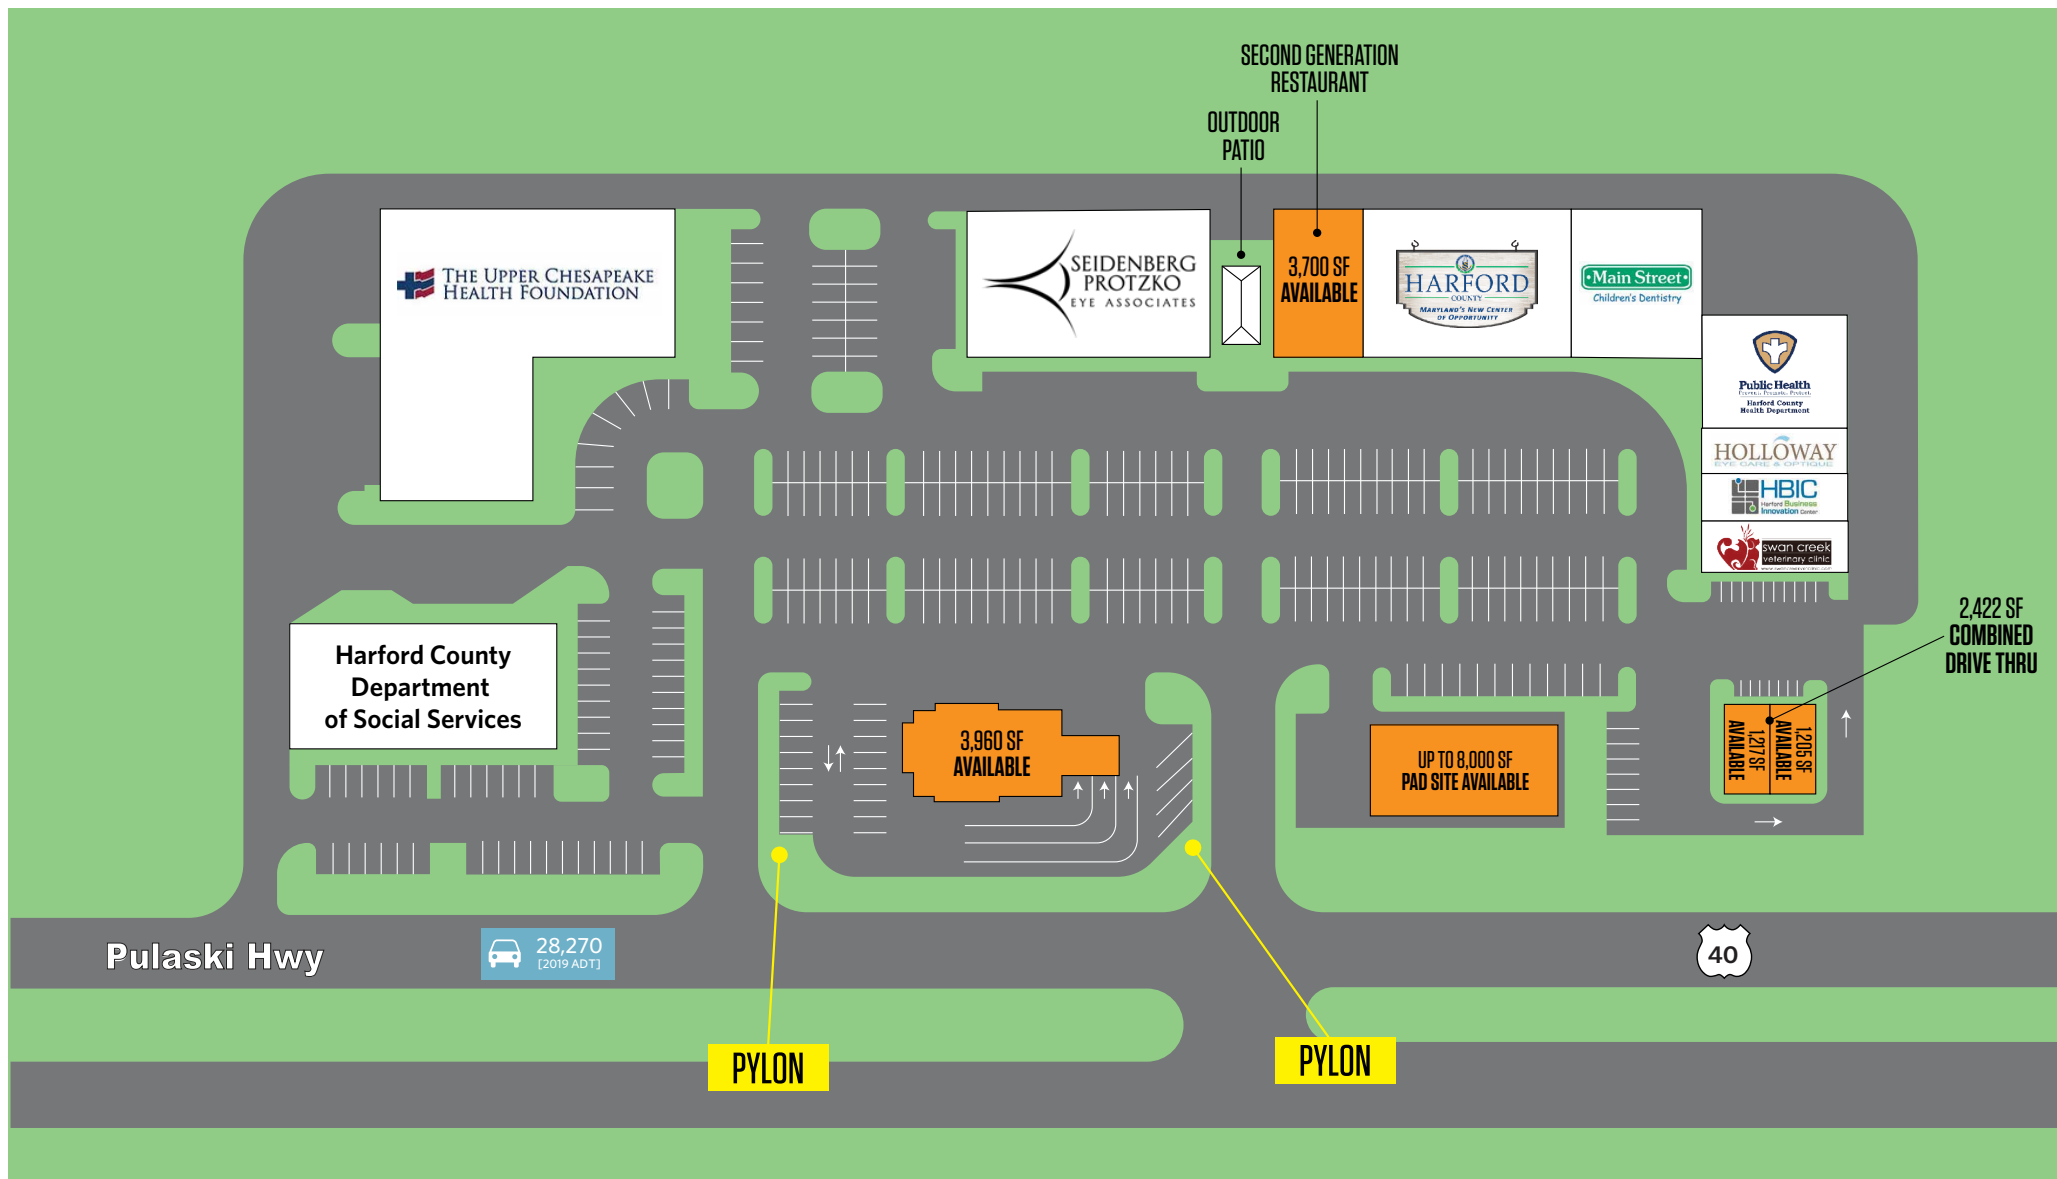 SECOND GENERATION
RESTAURANT
OUTDOOR
PATIO
THE UPPER CHESAPEAKE
HEALTH FOUNDATION
SEIDENBERG
PROTZKO
EYE ASSOCIATES
3,700 SF
AVAILABLE
HARFORD
COUNTY
MARYLAND'S NEW CENTER
OF OPPORTUNITY
Main Street
Children's Dentistry
Public Health
Prevent. Promote. Protect.
Harford County
Health Department
HOLLOWAY
EYE CARE & OPTIQUE
HBIC
Harford Business
Innovation Center
swan creek
veterinary clinic
2,422 SF
COMBINED
DRIVE THRU
Harford County
Department
of Social Services
3,960 SF
AVAILABLE
UP TO 8,000 SF
PAD SITE AVAILABLE
1,205 SF
AVAILABLE
1,217 SF
AVAILABLE
Pulaski Hwy
28,270
[2019 ADT]
40
PYLON
PYLON